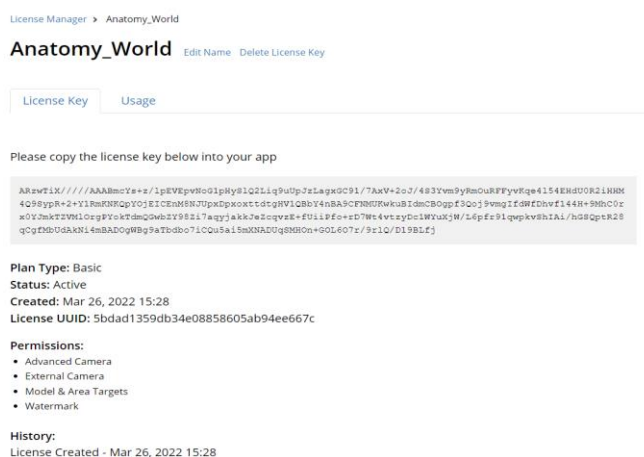 License Manager > Anatomy_World
Anatomy_World Edit Name Delete License Key
License Key Usage
Please copy the license key below into your app
Plan Type: Basic
Status: Active
Created: Mar 26, 2022 15:28
License UUID: 5bdad1359db34e08858605ab94ee667c
Permissions:
• Advanced Camera
• External Camera
• Model & Area Targets
• Watermark
History:
License Created - Mar 26, 2022 15:28